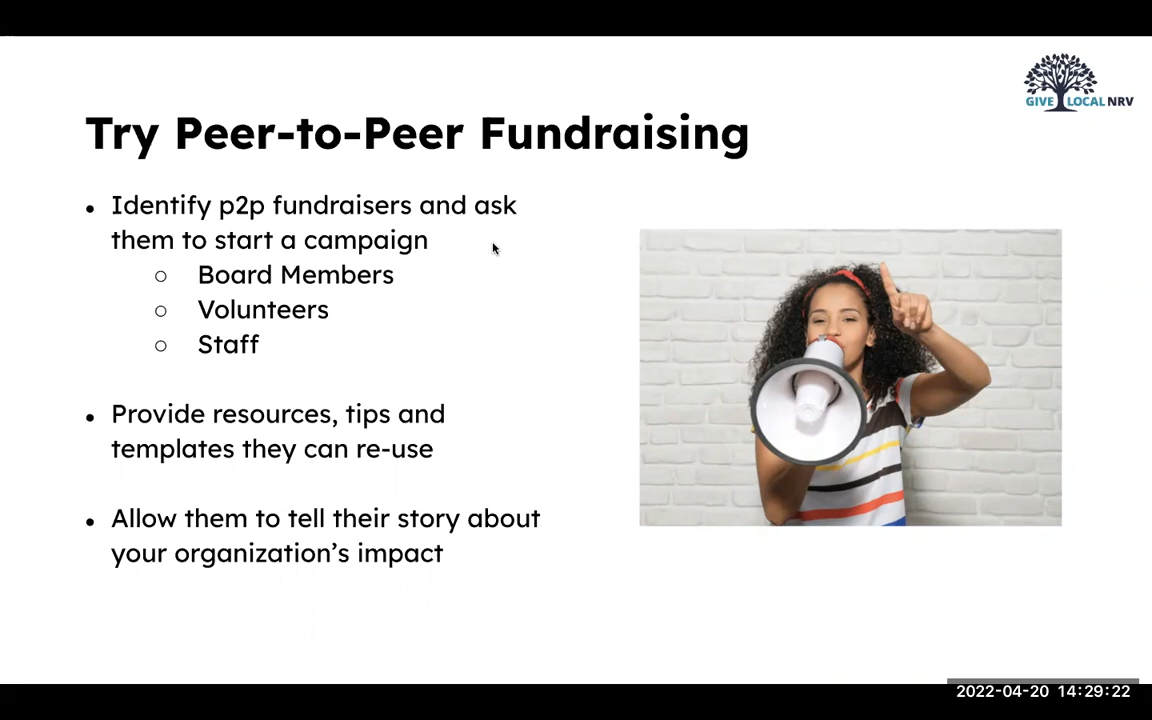 GIVE LOCAL NRV
Try Peer-to-Peer Fundraising
• Identify p2p fundraisers and ask
them to start a campaign
○ Board Members
○ Volunteers
○ Staff
• Provide resources, tips and
templates they can re-use
• Allow them to tell their story about
your organization’s impact
2022-04-20 14:29:22